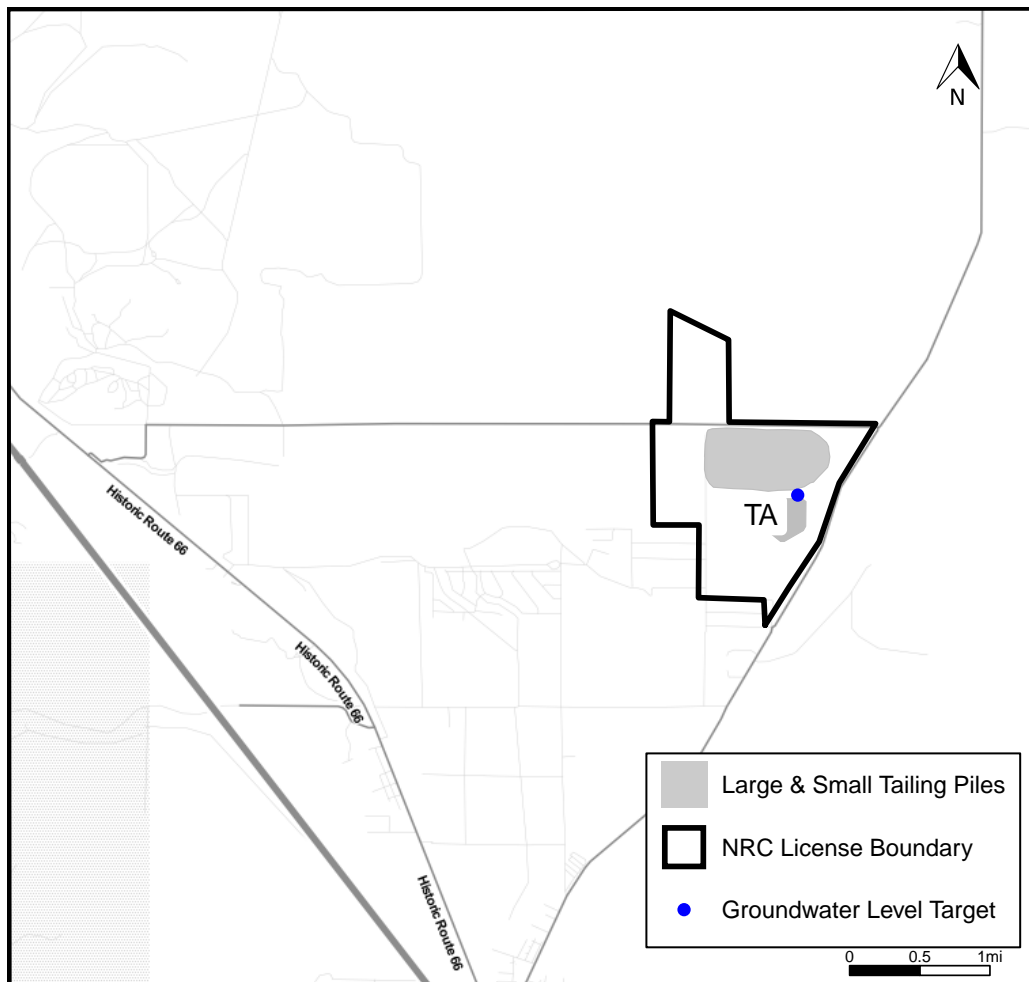 N
TA
Historic Route 66
Historic Route 66
Historic Route 66
Large & Small Tailing Piles
NRC License Boundary
Groundwater Level Target
0 0.5 1mi